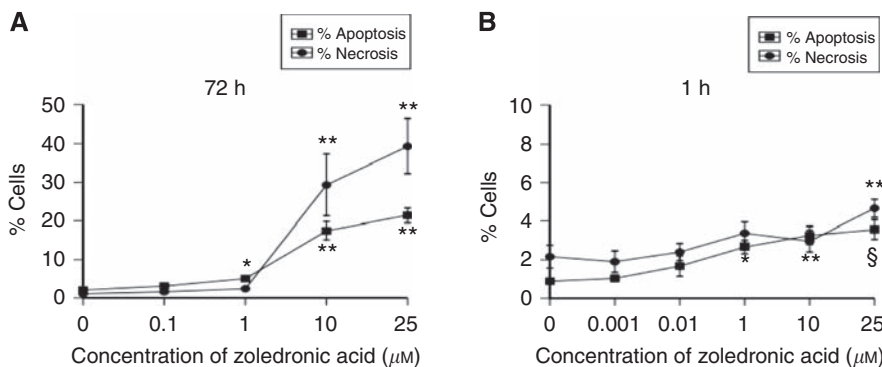 A
% Apoptosis
% Necrosis
72 h
**
**
*
**
**
50
40
30
20
10
0
% Cells
0 0.1 1 10 25
Concentration of zoledronic acid (μM)
B
% Apoptosis
% Necrosis
1 h
**
*
**
§
10
8
6
4
2
0
% Cells
0 0.001 0.01 1 10 25
Concentration of zoledronic acid (μM)